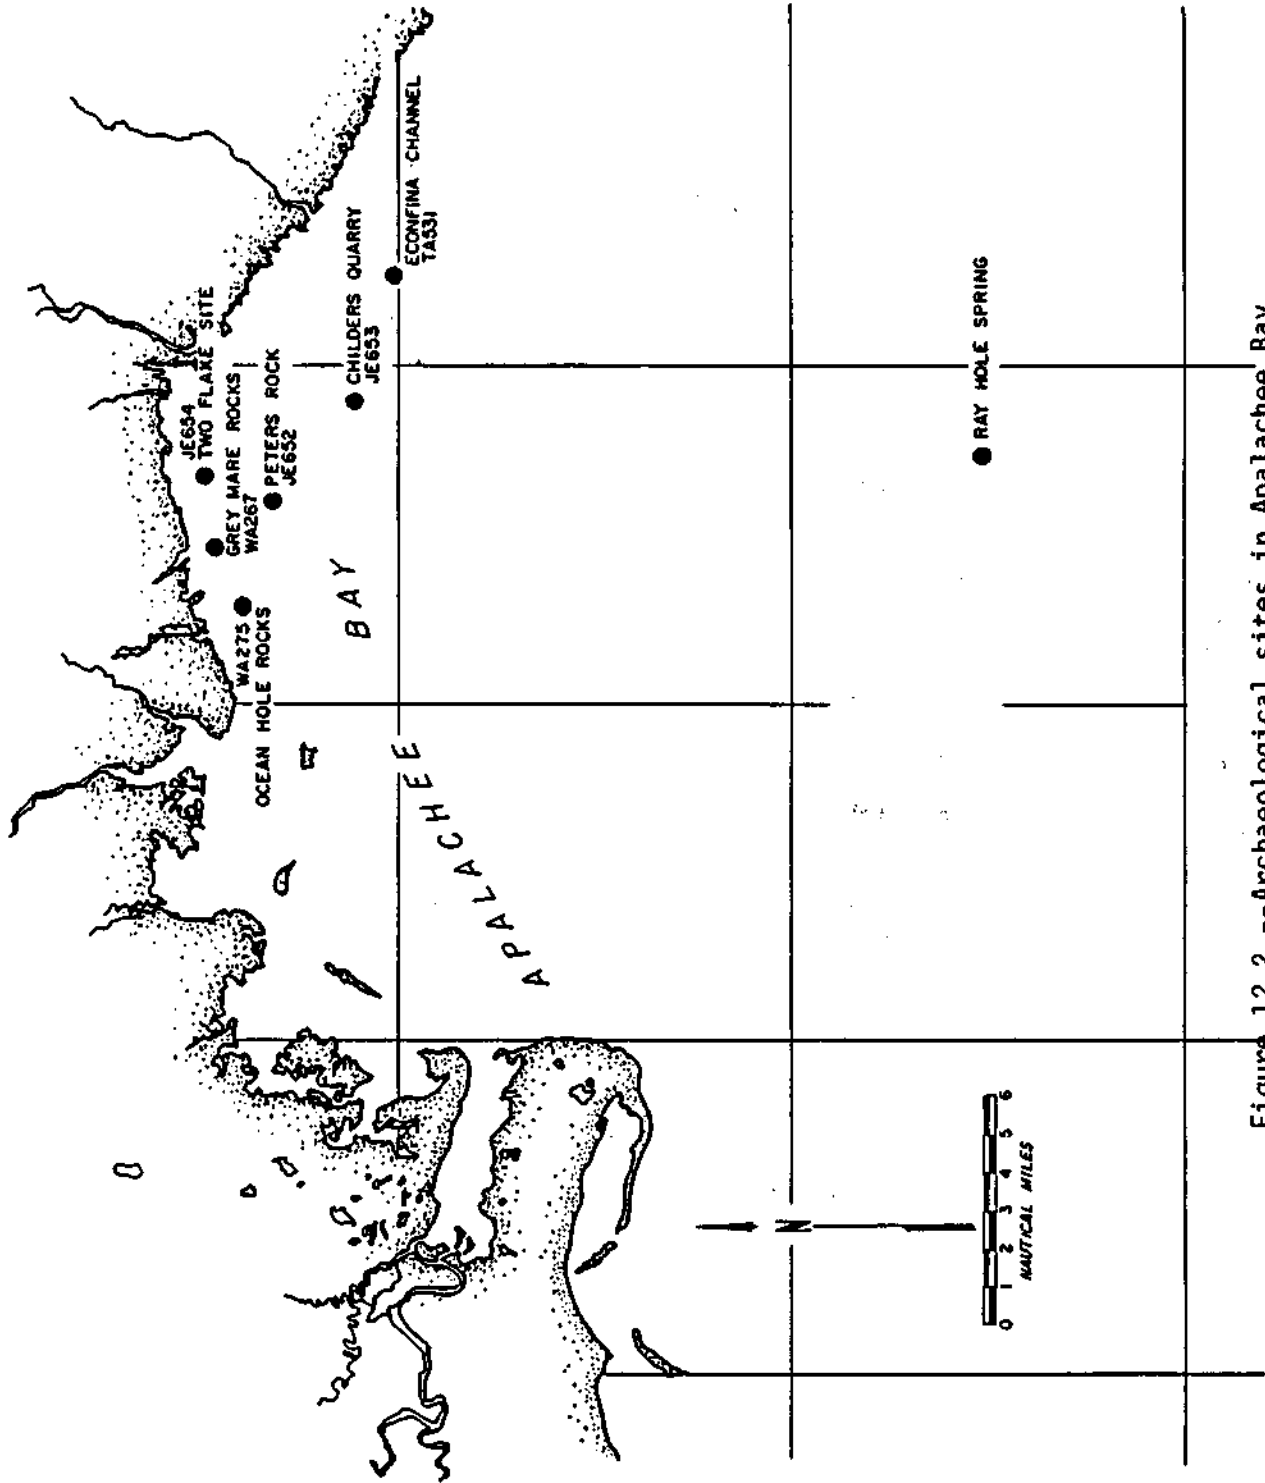 JE654
TWO FLAKE SITE
GREY MARE ROCKS
WA267
PETERS ROCK
JE652
WA275
OCEAN HOLE ROCKS
CHILDERS QUARRY
JE653
ECONFINA CHANNEL
TA531
APALACHEE BAY
RAY HOLE SPRING
N
0 1 2 3 4 5 6
NAUTICAL MILES
Figure 12.2.--Archaeological sites in Apalachee Bay